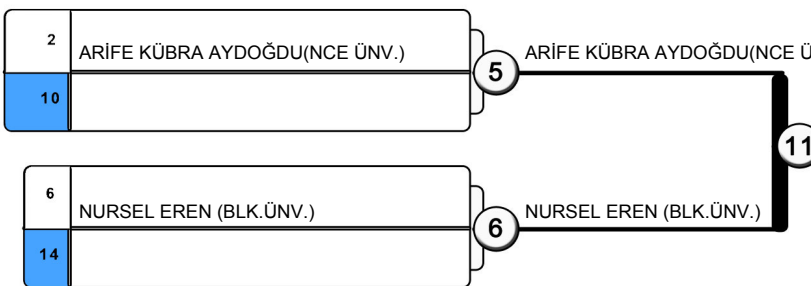 2
ARİFE KÜBRA AYDOĞDU(NCE ÜNV.)
5
ARİFE KÜBRA AYDOĞDU(NCE Ü
10
11
6
NURSEL EREN (BLK.ÜNV.)
6
NURSEL EREN (BLK.ÜNV.)
14